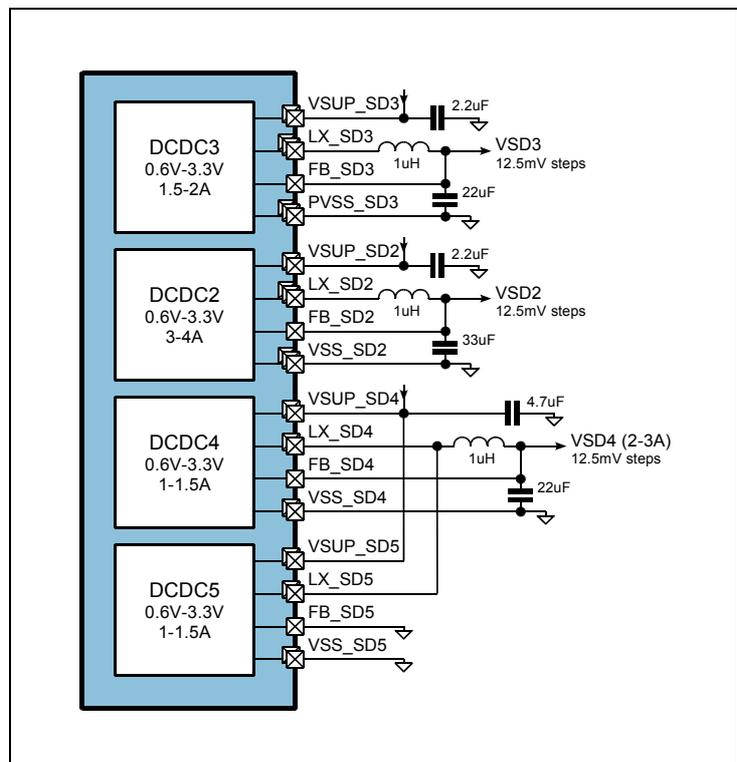 DCDC3
0.6V-3.3V
1.5-2A
VSUP_SD3
2.2uF
LX_SD3
1uH
VSD3
12.5mV steps
FB_SD3
22uF
PVSS_SD3
DCDC2
0.6V-3.3V
3-4A
VSUP_SD2
2.2uF
LX_SD2
1uH
VSD2
12.5mV steps
FB_SD2
33uF
VSS_SD2
DCDC4
0.6V-3.3V
1-1.5A
VSUP_SD4
4.7uF
LX_SD4
1uH
VSD4 (2-3A)
12.5mV steps
FB_SD4
22uF
VSS_SD4
DCDC5
0.6V-3.3V
1-1.5A
VSUP_SD5
LX_SD5
FB_SD5
VSS_SD5